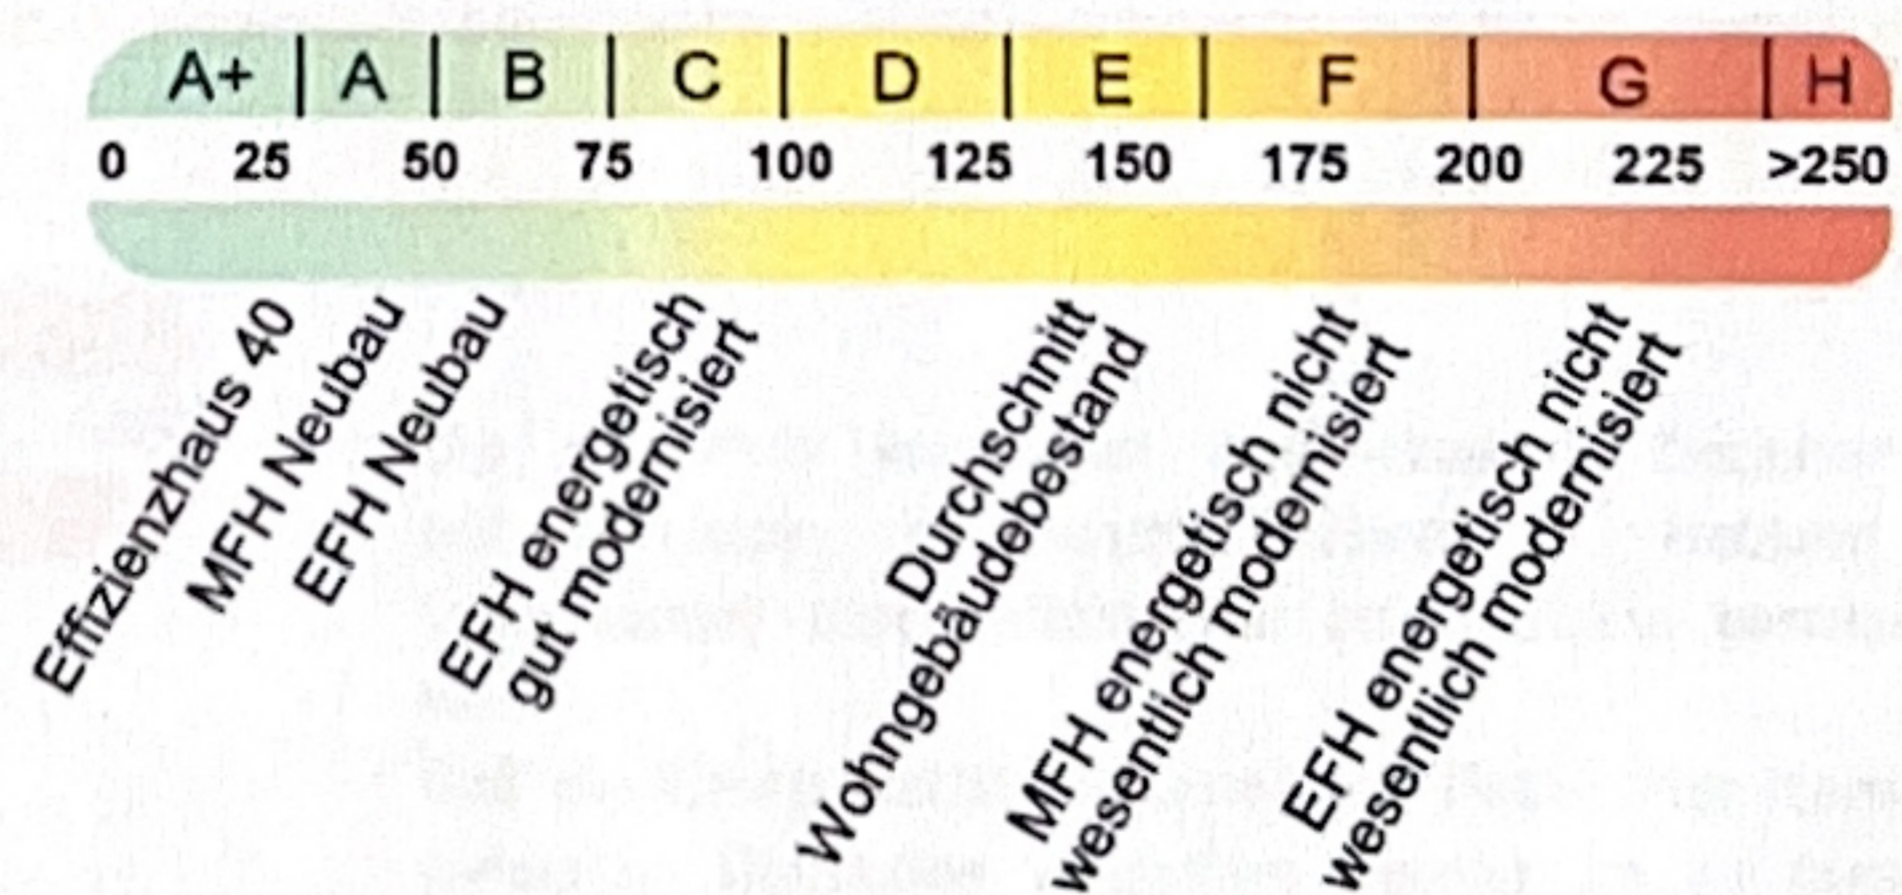 A+ A B C D E F G H
0 25 50 75 100 125 150 175 200 225 >250
Effizienzhaus 40
MFH Neubau
EFH Neubau
EFH energetisch
gut modernisiert
Durchschnitt
Wohngebäudebestand
MFH energetisch nicht
wesentlich modernisiert
EFH energetisch nicht
wesentlich modernisiert